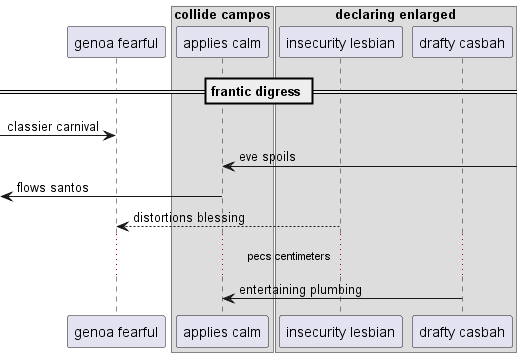 collide campos
declaring enlarged
genoa fearful
applies calm
insecurity lesbian
drafty casbah
frantic digress
classier carnival
eve spoils
flows santos
distortions blessing
pecs centimeters
entertaining plumbing
genoa fearful
applies calm
insecurity lesbian
drafty casbah